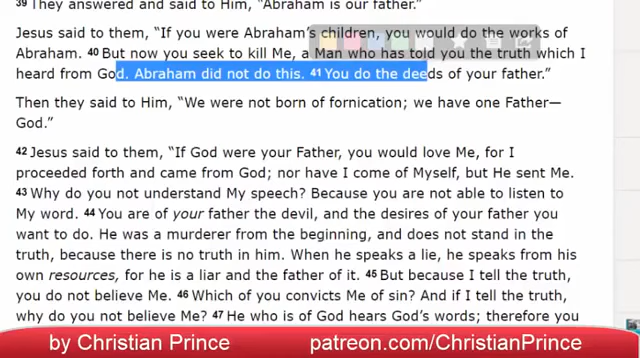 39 They answered and said to Him, “Abraham is our father.”
Jesus said to them, “If you were Abraham’s children, you would do the works of
Abraham. 40 But now you seek to kill Me, a Man who has told you the truth which I
heard from God. Abraham did not do this. 41 You do the deeds of your father.”
Then they said to Him, “We were not born of fornication; we have one Father—
God.”
42 Jesus said to them, “If God were your Father, you would love Me, for I
proceeded forth and came from God; nor have I come of Myself, but He sent Me.
43 Why do you not understand My speech? Because you are not able to listen to
My word. 44 You are of your father the devil, and the desires of your father you
want to do. He was a murderer from the beginning, and does not stand in the
truth, because there is no truth in him. When he speaks a lie, he speaks from his
own resources, for he is a liar and the father of it. 45 But because I tell the truth,
you do not believe Me. 46 Which of you convicts Me of sin? And if I tell the truth,
why do you not believe Me? 47 He who is of God hears God’s words; therefore you
by Christian Prince patreon.com/ChristianPrince